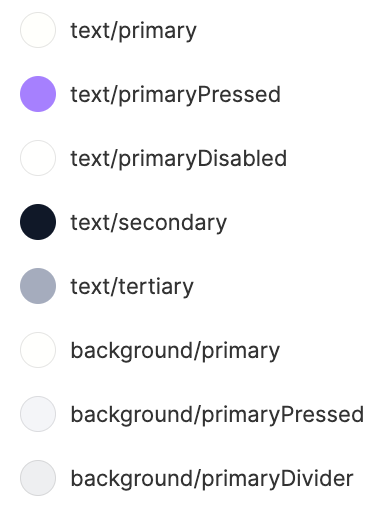 text/primary
text/primaryPressed
text/primaryDisabled
text/secondary
text/tertiary
background/primary
background/primaryPressed
background/primaryDivider